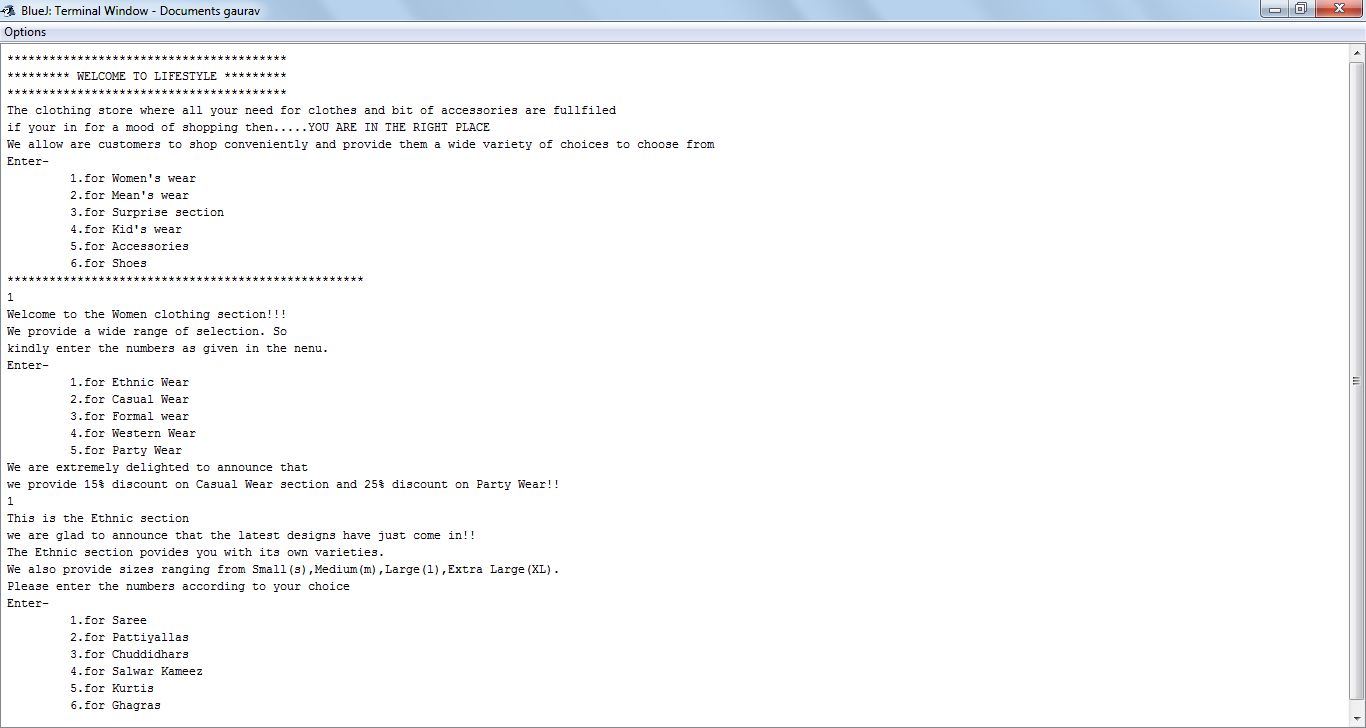 BlueJ: Terminal Window - Documents gaurav
Options
****************************************
********* WELCOME TO LIFESTYLE *********
****************************************
The clothing store where all your need for clothes and bit of accessories are fullfiled
if your in for a mood of shopping then.....YOU ARE IN THE RIGHT PLACE
We allow are customers to shop conveniently and provide them a wide variety of choices to choose from
Enter-
1.for Women's wear
2.for Mean's wear
3.for Surprise section
4.for Kid's wear
5.for Accessories
6.for Shoes
***************************************************
1
Welcome to the Women clothing section!!!
We provide a wide range of selection. So
kindly enter the numbers as given in the nenu.
Enter-
1.for Ethnic Wear
2.for Casual Wear
3.for Formal wear
4.for Western Wear
5.for Party Wear
We are extremely delighted to announce that
we provide 15% discount on Casual Wear section and 25% discount on Party Wear!!
1
This is the Ethnic section
we are glad to announce that the latest designs have just come in!!
The Ethnic section povides you with its own varieties.
We also provide sizes ranging from Small(s),Medium(m),Large(l),Extra Large(XL).
Please enter the numbers according to your choice
Enter-
1.for Saree
2.for Pattiyallas
3.for Chuddidhars
4.for Salwar Kameez
5.for Kurtis
6.for Ghagras